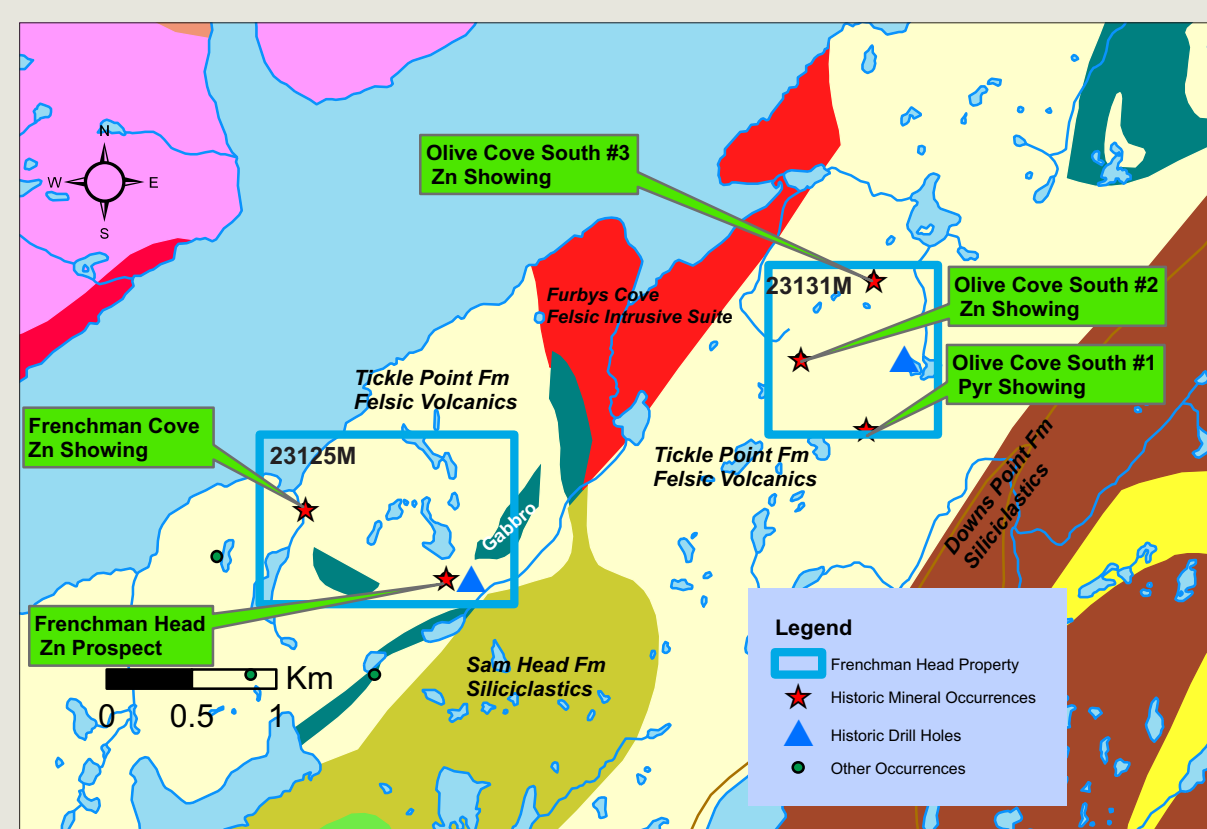 N
W
E
S
Olive Cove South #3
Zn Showing
23131M
Olive Cove South #2
Zn Showing
Furbys Cove
Felsic Intrusive Suite
Olive Cove South #1
Pyr Showing
Tickle Point Fm
Felsic Volcanics
Frenchman Cove
Zn Showing
23125M
Tickle Point Fm
Felsic Volcanics
Downs Point Fm
Siliciclastics
Gabbro
Frenchman Head
Zn Prospect
Sam Head Fm
Siliciclastics
Km
0 0.5 1
Legend
Frenchman Head Property
Historic Mineral Occurrences
Historic Drill Holes
Other Occurrences